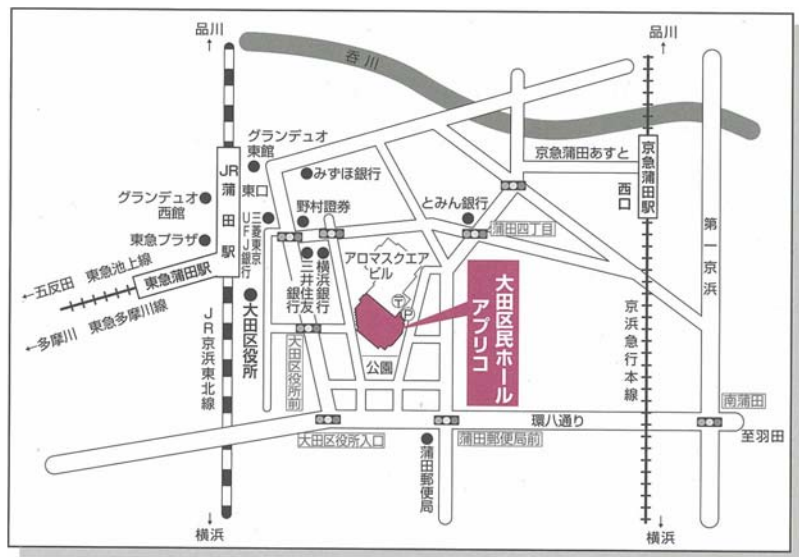 品川
品川
呑川
グランデュオ
東館
東口
みずほ銀行
京急蒲田あすと
京急蒲田駅
西口
JR蒲田駅
グランデュオ
西館
東急プラザ
三菱東京
UFJ銀行
野村證券
とみん銀行
蒲田四丁目
第一京浜
←五反田 東急池上線
東急蒲田駅
←多摩川 東急多摩川線
大田区役所
三井住友
銀行
横浜銀行
アロマスクエア
ビル
〒
P
大田区民ホール
アプリコ
京浜急行本線
JR京浜東北線
大田区役所前
公園
南蒲田
環八通り
至羽田
大田区役所入口
蒲田郵便局
蒲田郵便局前
横浜
横浜